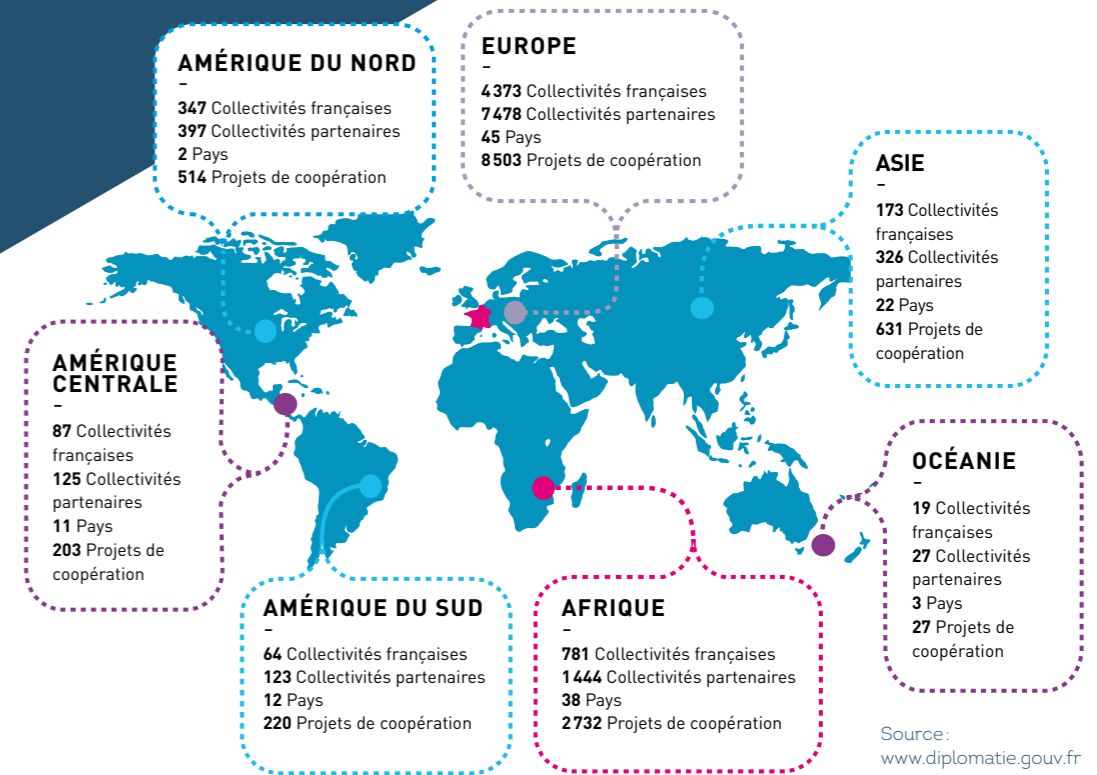 AMÉRIQUE DU NORD
–
347 Collectivités françaises
397 Collectivités partenaires
2 Pays
514 Projets de coopération
EUROPE
–
4 373 Collectivités françaises
7 478 Collectivités partenaires
45 Pays
8 503 Projets de coopération
ASIE
–
173 Collectivités
françaises
326 Collectivités
partenaires
22 Pays
631 Projets de
coopération
AMÉRIQUE
CENTRALE
–
87 Collectivités
françaises
125 Collectivités
partenaires
11 Pays
203 Projets de
coopération
OCÉANIE
–
19 Collectivités
françaises
27 Collectivités
partenaires
3 Pays
27 Projets de
coopération
AMÉRIQUE DU SUD
–
64 Collectivités françaises
123 Collectivités partenaires
12 Pays
220 Projets de coopération
AFRIQUE
–
781 Collectivités françaises
1 444 Collectivités partenaires
38 Pays
2 732 Projets de coopération
Source :
www.diplomatie.gouv.fr